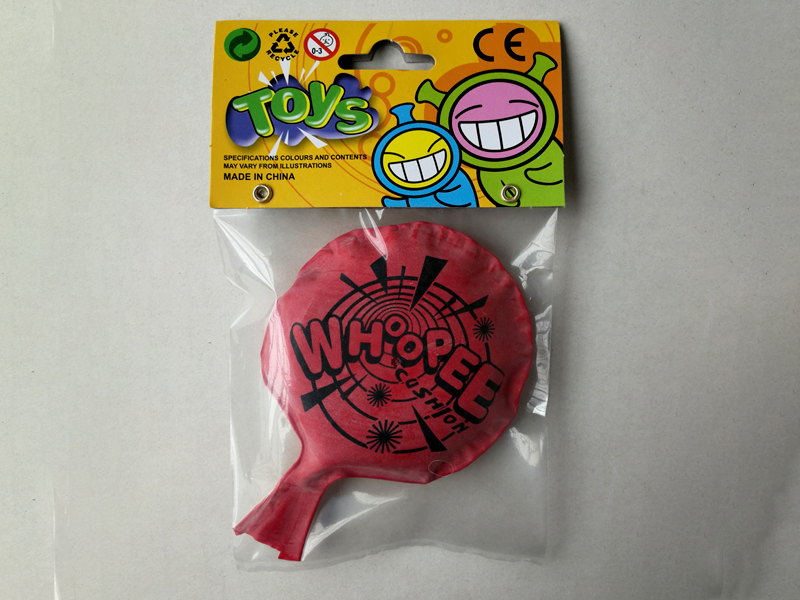 PLEASE
RECYCLE
0-3
CE
TOYS
SPECIFICATIONS COLOURS AND CONTENTS
MAY VARY FROM ILLUSTRATIONS
MADE IN CHINA
WHOOPEE
CUSHION